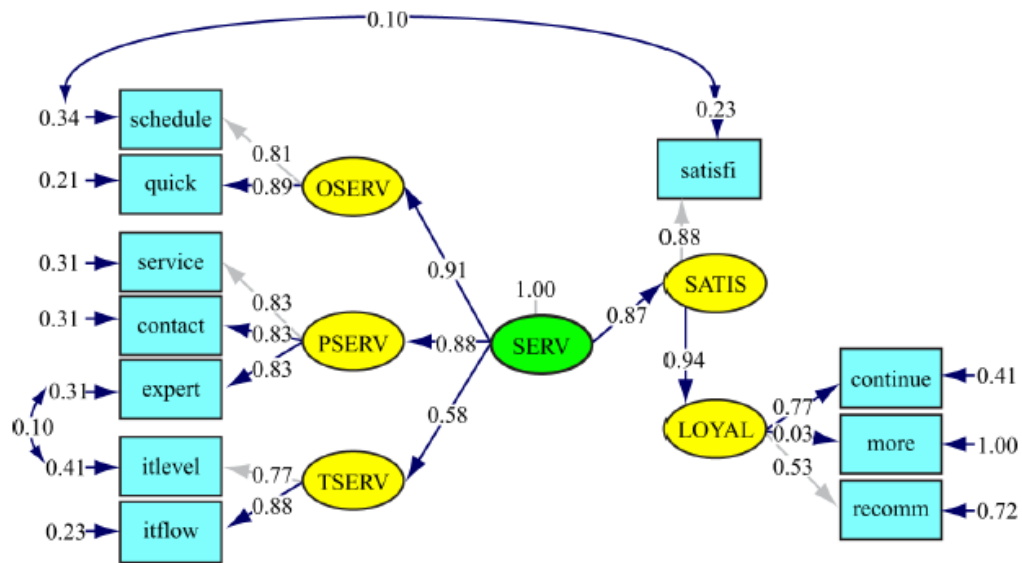 0.10
0.34
schedule
0.23
0.81
satisfi
0.21
quick
0.89
OSERV
0.88
0.31
service
0.91
1.00
SATIS
0.83
0.87
0.31
contact
0.83
PSERV
0.88
SERV
0.94
0.31
expert
0.83
continue
0.41
0.77
0.10
0.58
LOYAL
0.03
more
1.00
0.41
itlevel
0.77
TSERV
0.53
0.88
recomm
0.72
0.23
itflow